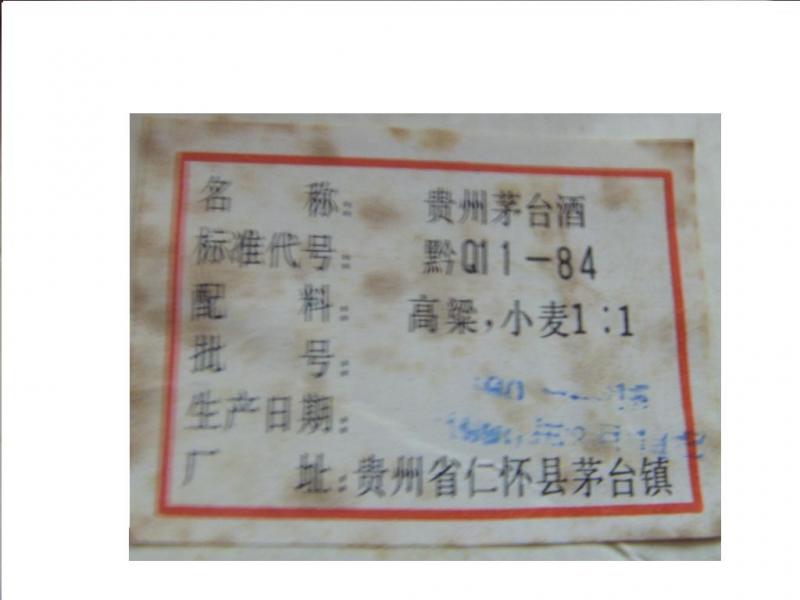 名 称: 贵州茅台酒
标准代号: 黔Q11-84
配 料: 高粱,小麦1:1
批 号:
生产日期:
厂 址: 贵州省仁怀县茅台镇